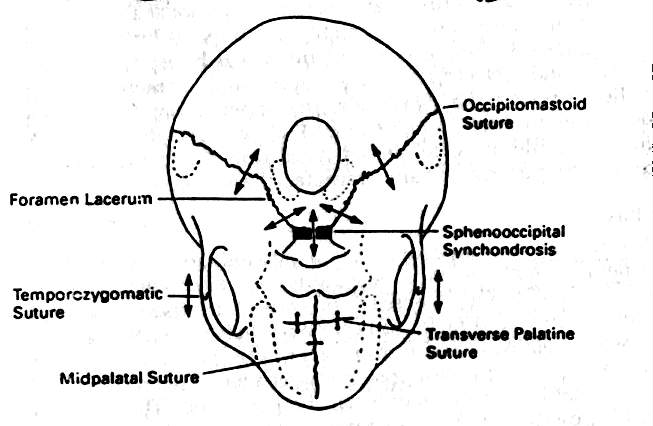 Occipitomastoid
Suture
Foramen Lacerum
Sphenooccipital
Synchondrosis
Temporozygomatic
Suture
Transverse Palatine
Suture
Midpalatal Suture